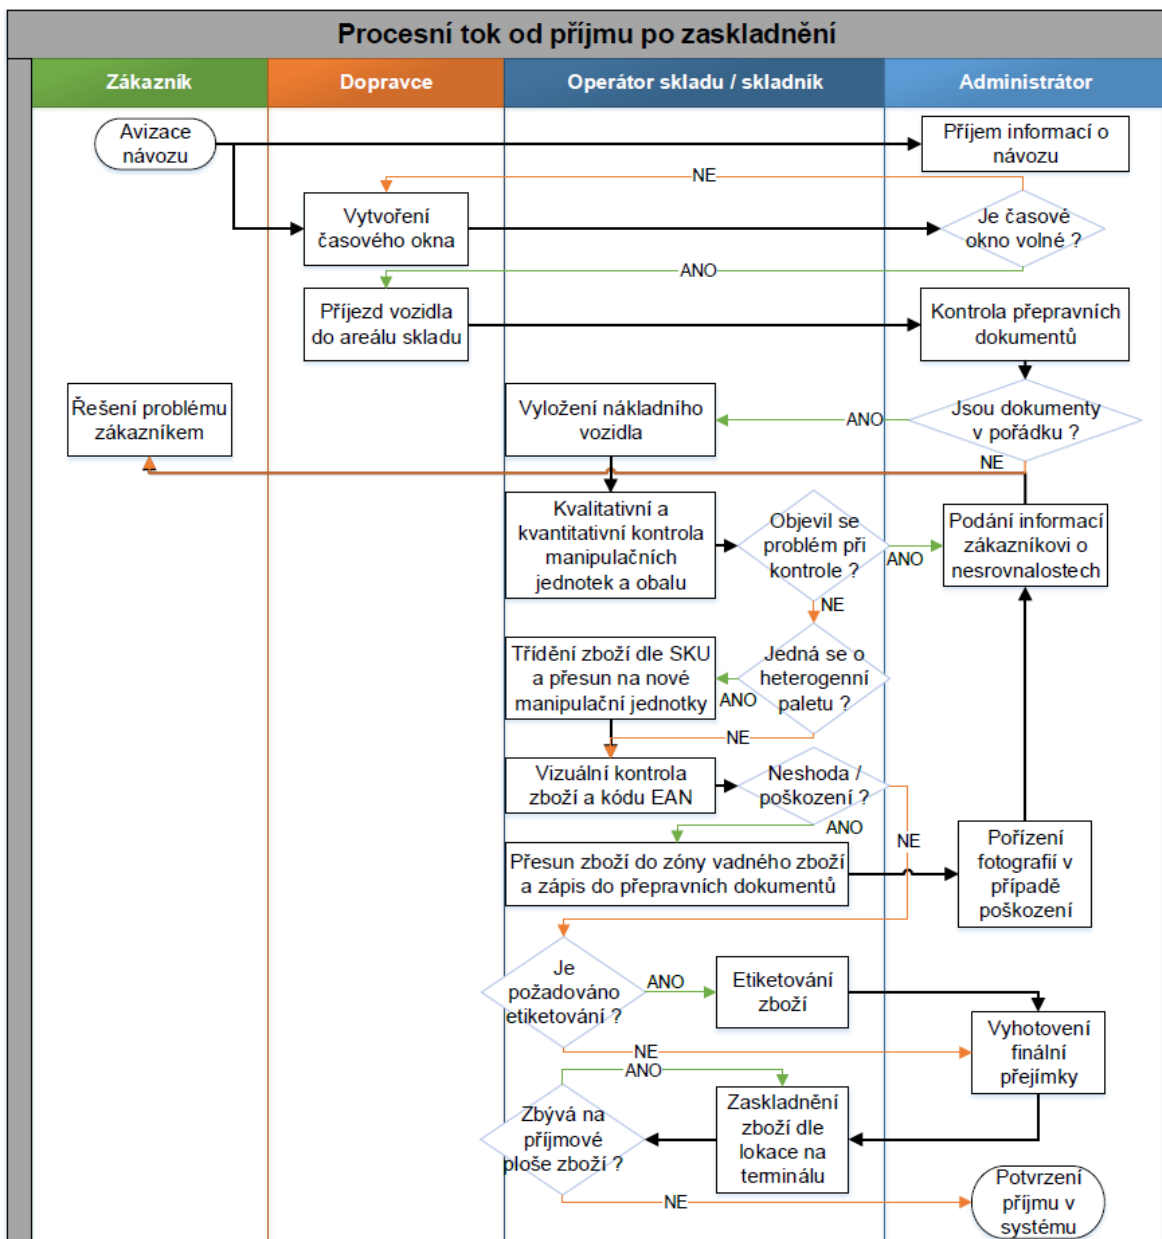 Procesní tok od příjmu po zaskladnění
Zákazník
Dopravce
Operátor skladu / skladník
Administrátor
Avizace
návozu
Příjem informací o
návozu
NE
Vytvoření
časového okna
Je časové
okno volné ?
ANO
Příjezd vozidla
do areálu skladu
Kontrola přepravních
dokumentů
Řešení problému
zákazníkem
Vyložení nákladního
vozidla
ANO
Jsou dokumenty
v pořádku ?
NE
Kvalitativní a
kvantitativní kontrola
manipulačních
jednotek a obalu
Objevil se
problém při
kontrole ?
ANO
Podání informací
zákazníkovi o
nesrovnalostech
NE
Třídění zboží dle SKU
a přesun na nové
manipulační jednotky
ANO
Jedná se o
heterogenní
paletu ?
NE
Vizuální kontrola
zboží a kódu EAN
Neshoda /
poškození ?
ANO
NE
Přesun zboží do zóny vadného zboží
a zápis do přepravních dokumentů
Pořízení
fotografií v
případě
poškození
Je
požadováno
etiketování ?
ANO
Etiketování
zboží
NE
Vyhotovení
finální
přejímky
ANO
Zbývá na
příjmové
ploše zboží ?
Zaskladnění
zboží dle
lokace na
terminálu
NE
Potvrzení
příjmu v
systému